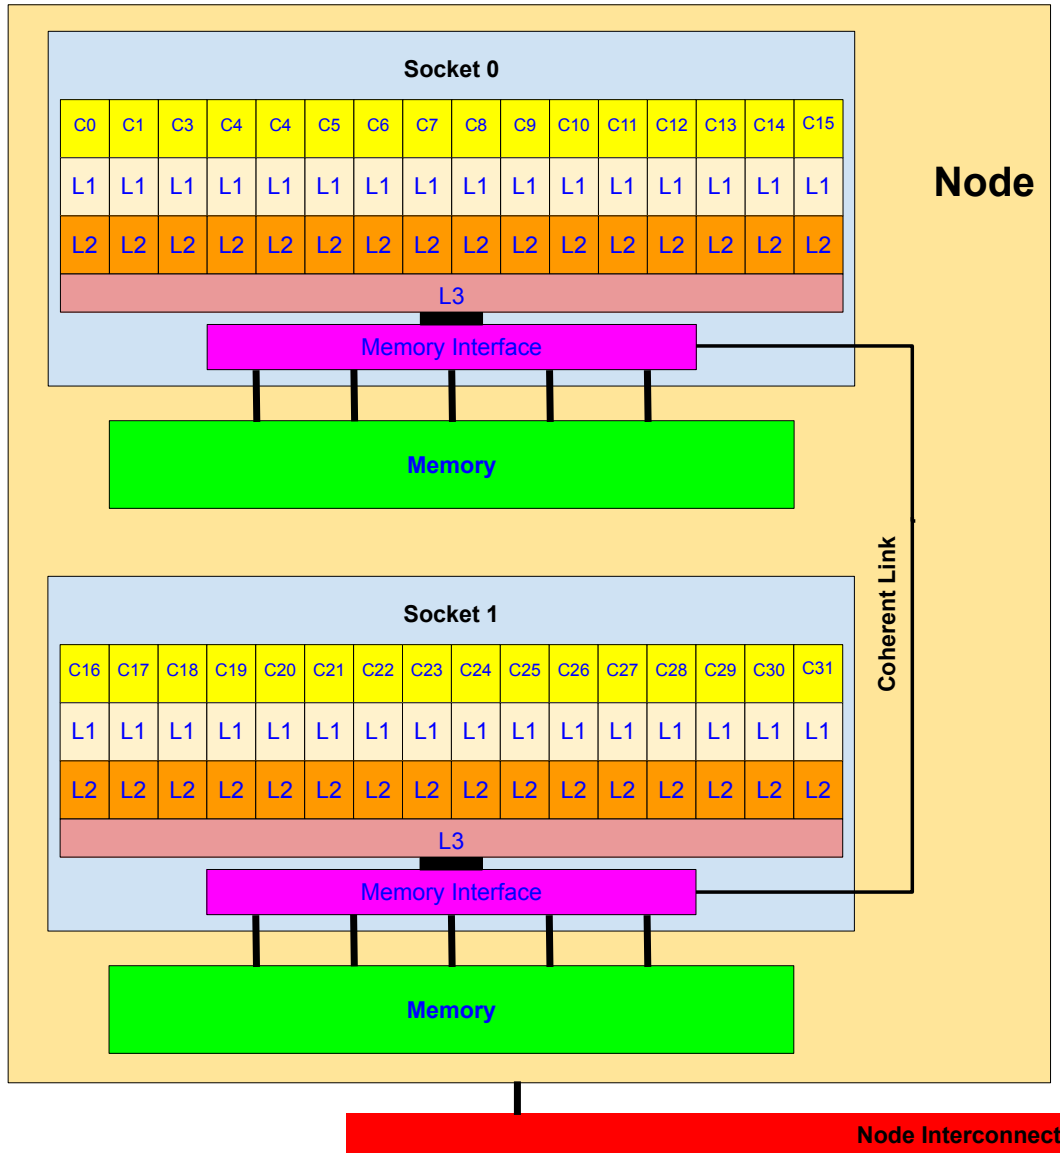 Socket 0
C0 C1 C3 C4 C4 C5 C6 C7 C8 C9 C10 C11 C12 C13 C14 C15
L1 L1 L1 L1 L1 L1 L1 L1 L1 L1 L1 L1 L1 L1 L1 L1
Node
L2 L2 L2 L2 L2 L2 L2 L2 L2 L2 L2 L2 L2 L2 L2 L2
L3
Memory Interface
Memory
Coherent Link
Socket 1
C16 C17 C18 C19 C20 C21 C22 C23 C24 C25 C26 C27 C28 C29 C30 C31
L1 L1 L1 L1 L1 L1 L1 L1 L1 L1 L1 L1 L1 L1 L1 L1
L2 L2 L2 L2 L2 L2 L2 L2 L2 L2 L2 L2 L2 L2 L2 L2
L3
Memory Interface
Memory
Node Interconnect